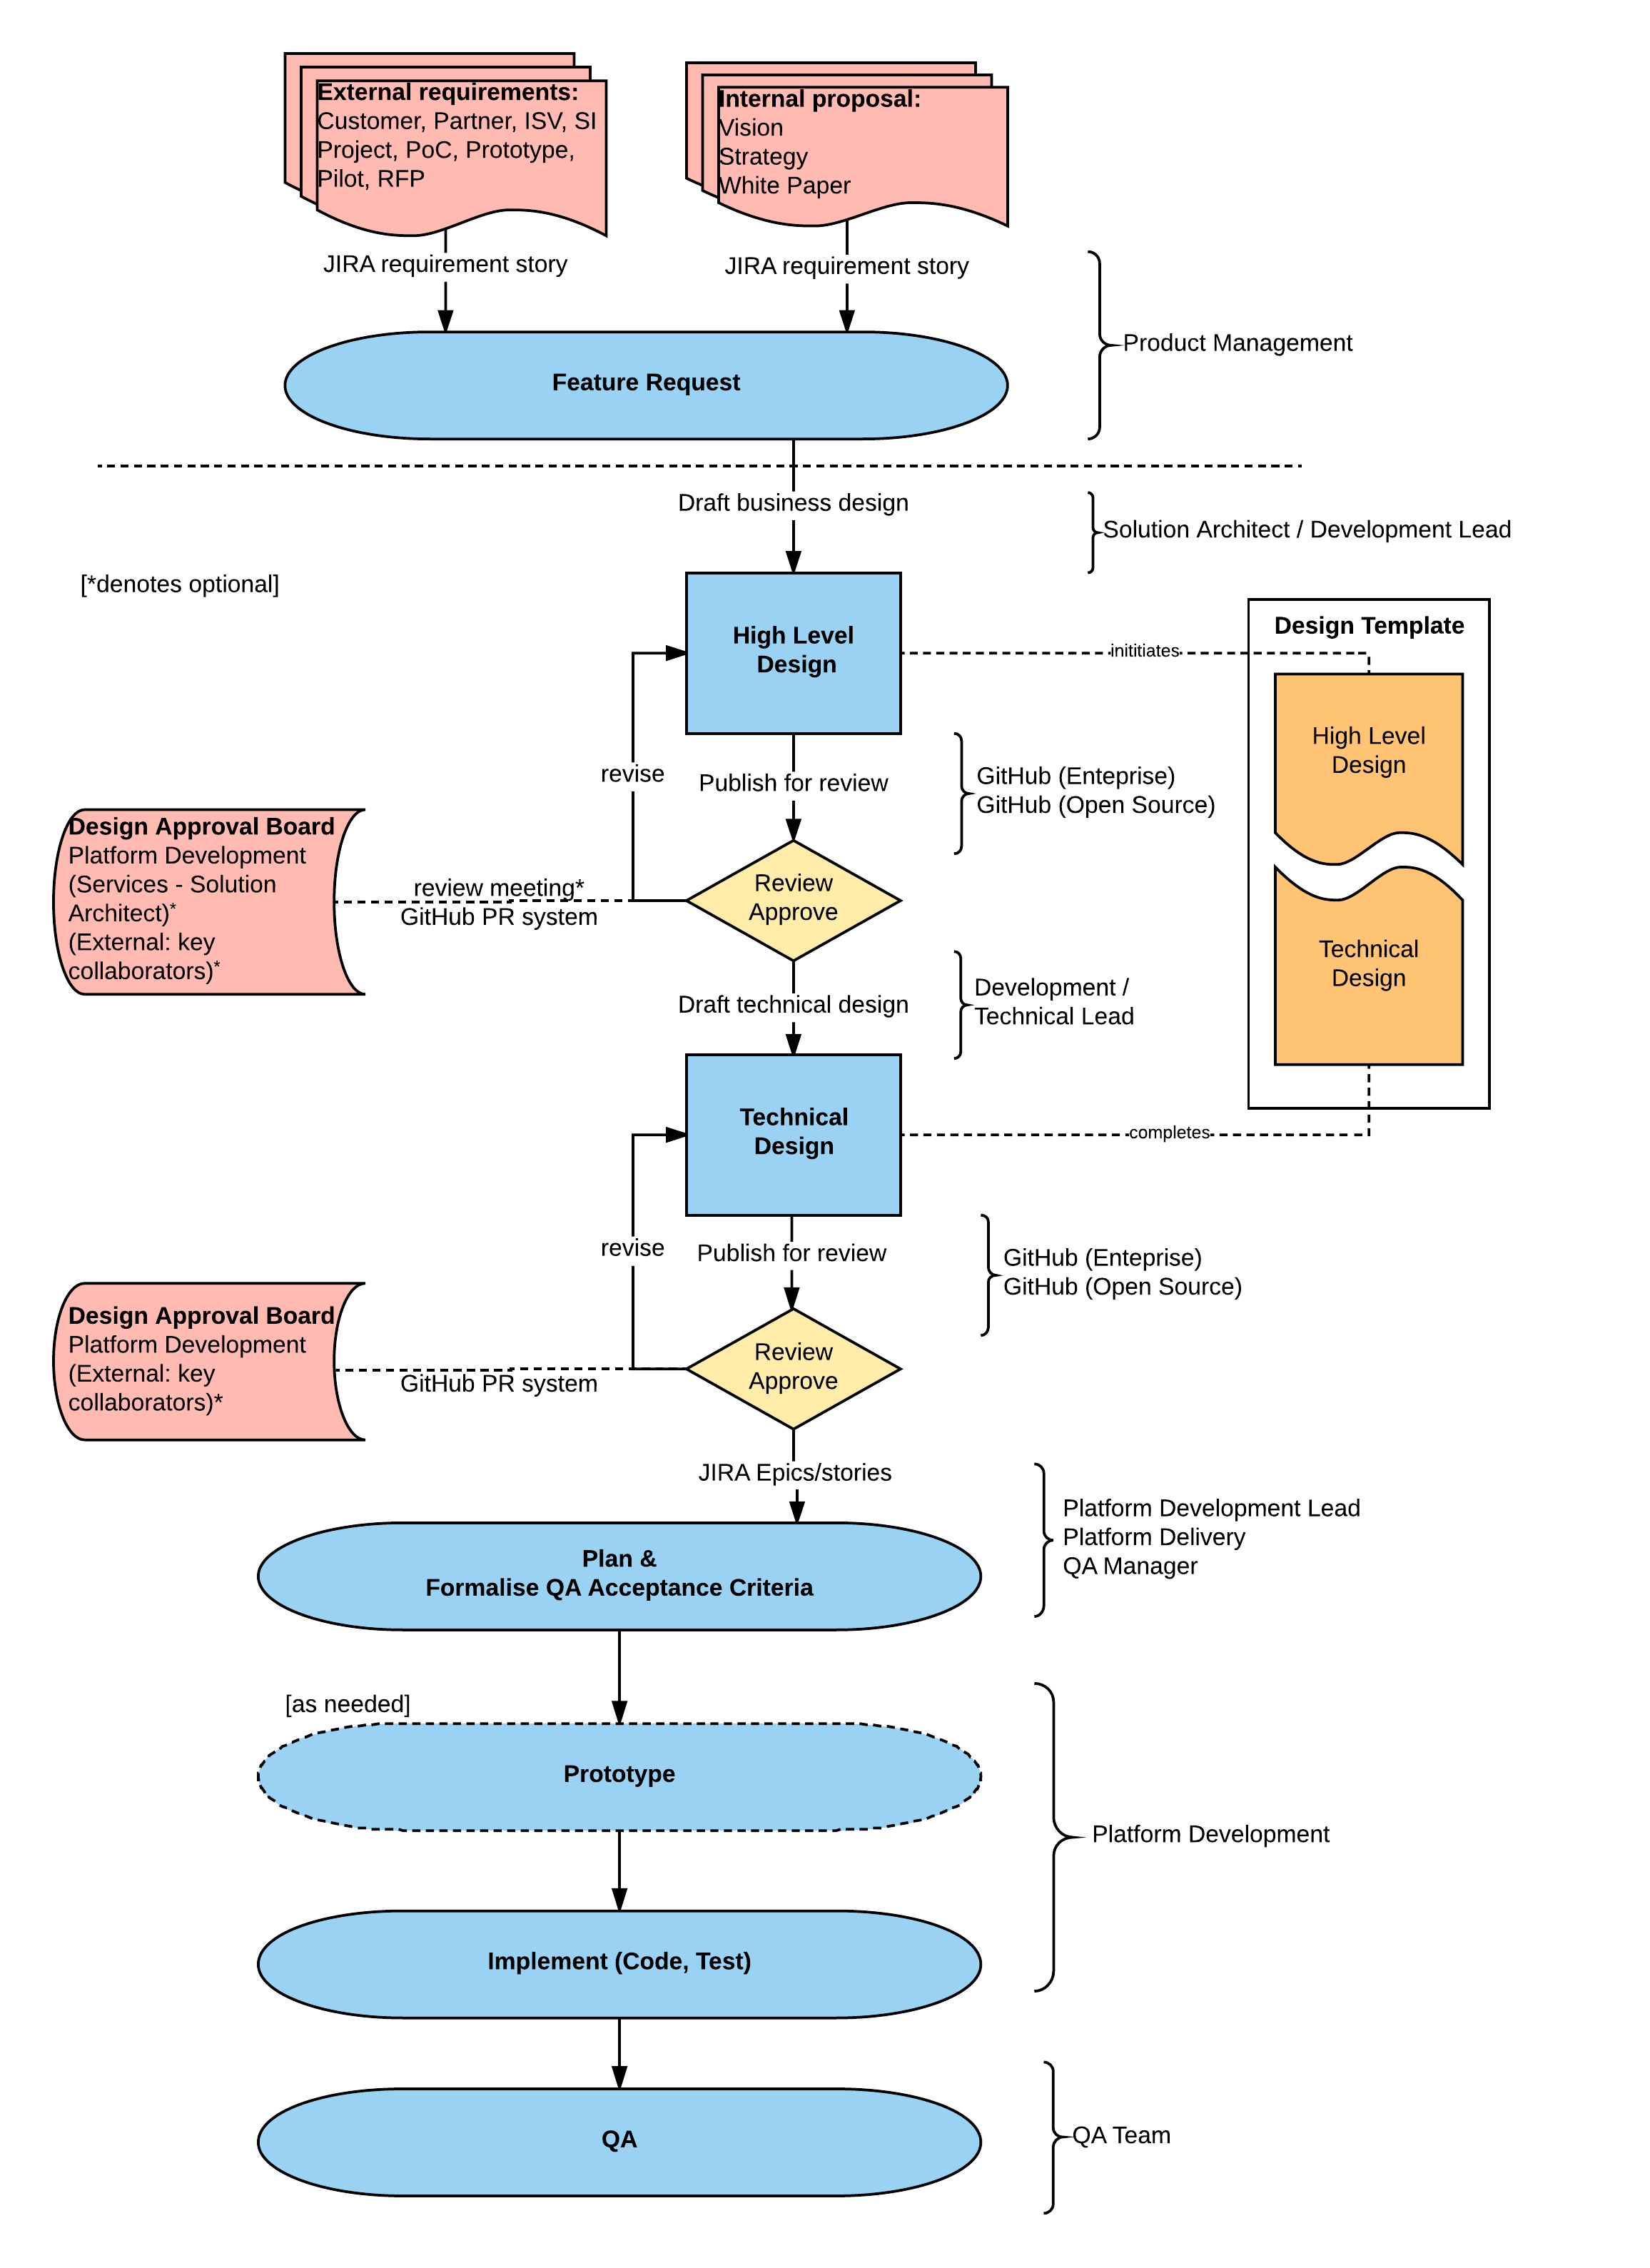 External requirements:
Customer, Partner, ISV, SI
Project, PoC, Prototype,
Pilot, RFP
Internal proposal:
Vision
Strategy
White Paper
JIRA requirement story
JIRA requirement story
Product Management
Feature Request
Draft business design
Solution Architect / Development Lead
[*denotes optional]
High Level
Design
inititiates
Design Template
High Level
Design
revise
Publish for review
GitHub (Enteprise)
GitHub (Open Source)
Design Approval Board
Platform Development
(Services - Solution
Architect)*
(External: key
collaborators)*
review meeting*
GitHub PR system
Review
Approve
Technical
Design
Draft technical design
Development /
Technical Lead
Technical
Design
completes
revise
Publish for review
GitHub (Enteprise)
GitHub (Open Source)
Design Approval Board
Platform Development
(External: key
collaborators)*
GitHub PR system
Review
Approve
JIRA Epics/stories
Platform Development Lead
Platform Delivery
QA Manager
Plan &
Formalise QA Acceptance Criteria
[as needed]
Prototype
Platform Development
Implement (Code, Test)
QA
QA Team